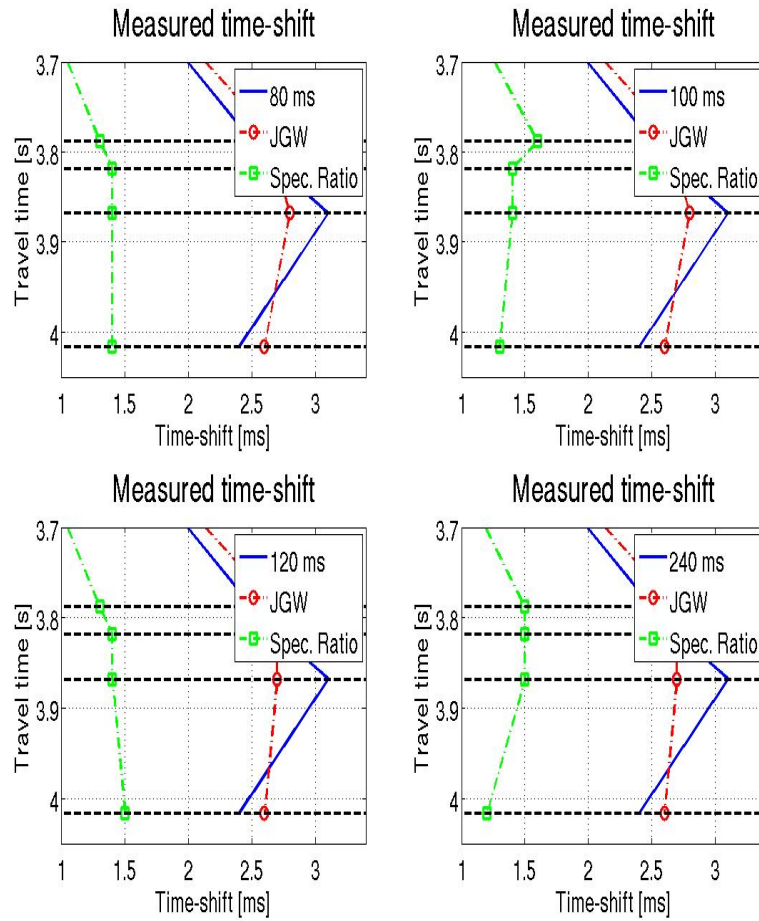 Measured time-shift
3.7
3.8
3.9
4
Travel time [s]
80 ms
JGW
Spec. Ratio
1 1.5 2 2.5 3
Time-shift [ms]
Measured time-shift
3.7
3.8
3.9
4
Travel time [s]
100 ms
JGW
Spec. Ratio
1 1.5 2 2.5 3
Time-shift [ms]
Measured time-shift
3.7
3.8
3.9
4
Travel time [s]
120 ms
JGW
Spec. Ratio
1 1.5 2 2.5 3
Time-shift [ms]
Measured time-shift
3.7
3.8
3.9
4
Travel time [s]
240 ms
JGW
Spec. Ratio
1 1.5 2 2.5 3
Time-shift [ms]